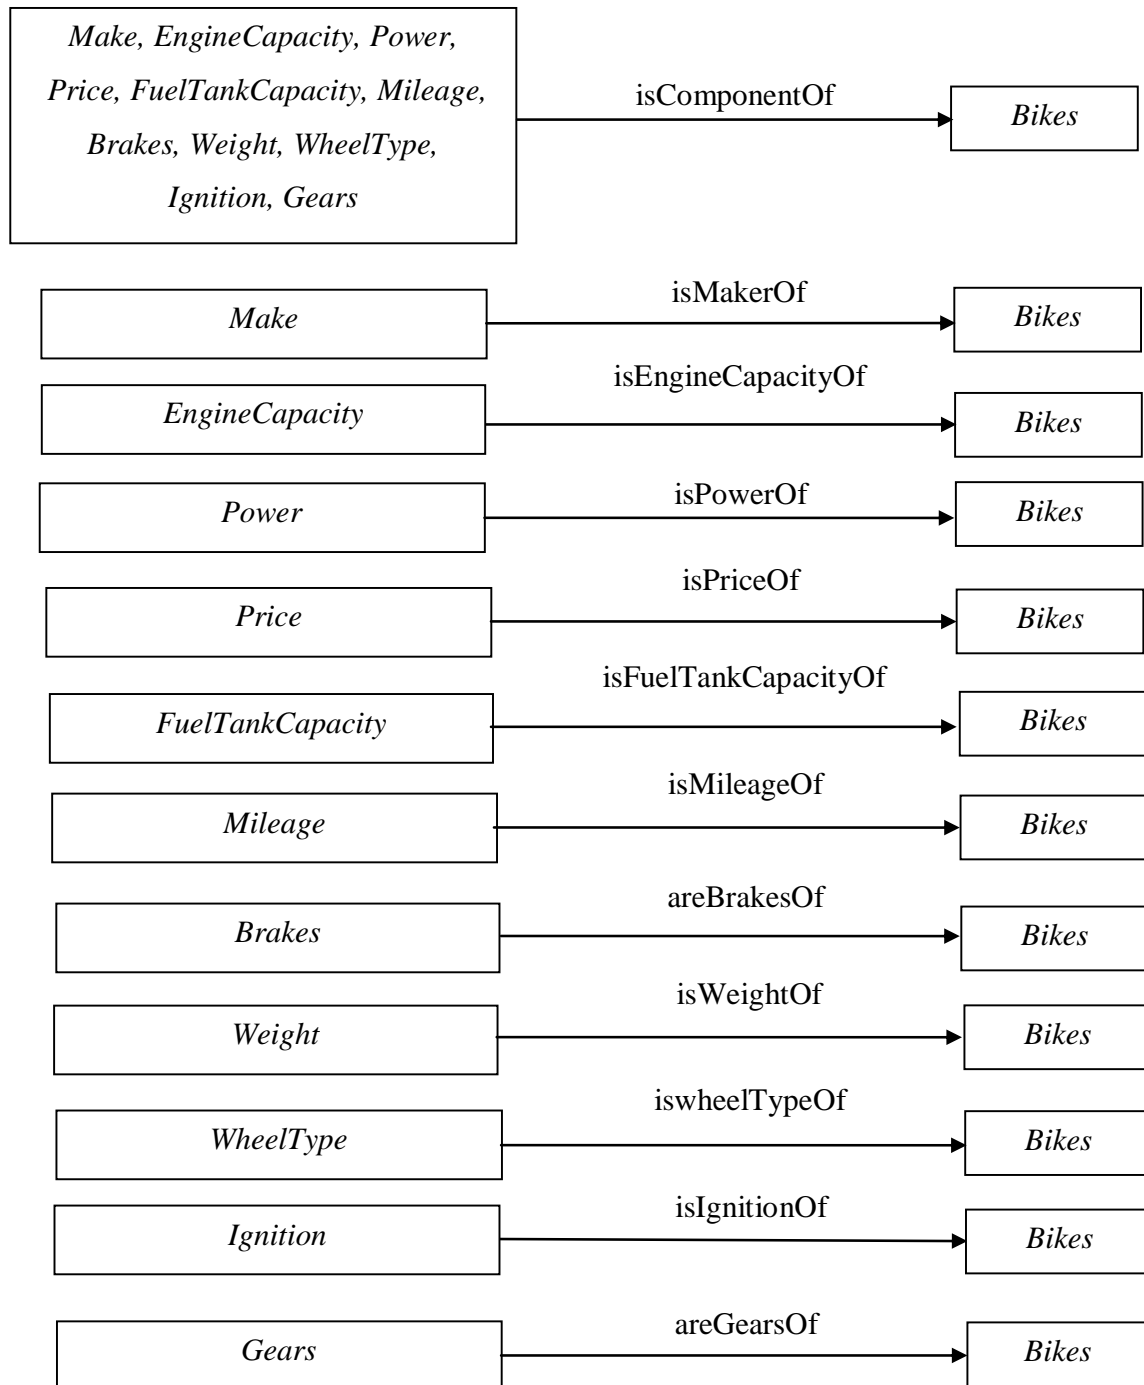 Make, EngineCapacity, Power,
Price, FuelTankCapacity, Mileage,
Brakes, Weight, WheelType,
Ignition, Gears
isComponentOf
Bikes
Make
isMakerOf
Bikes
EngineCapacity
isEngineCapacityOf
Bikes
Power
isPowerOf
Bikes
Price
isPriceOf
Bikes
FuelTankCapacity
isFuelTankCapacityOf
Bikes
Mileage
isMileageOf
Bikes
Brakes
areBrakesOf
Bikes
Weight
isWeightOf
Bikes
WheelType
iswheelTypeOf
Bikes
Ignition
isIgnitionOf
Bikes
Gears
areGearsOf
Bikes